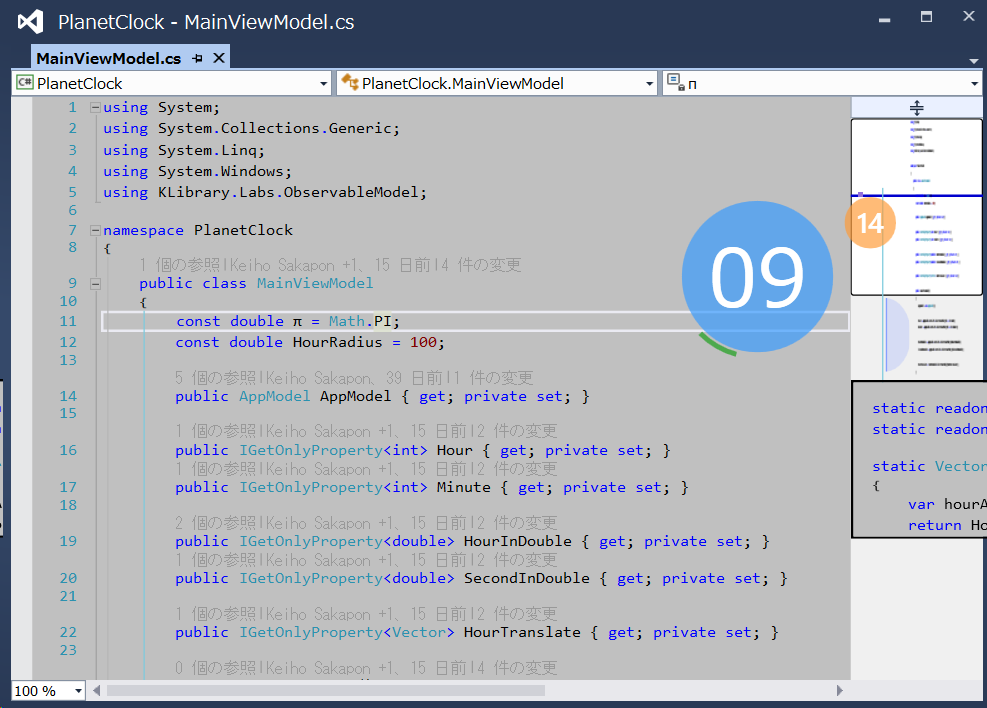 PlanetClock - MainViewModel.cs
MainViewModel.cs
PlanetClock
PlanetClock.MainViewModel
π
1 using System;
2 using System.Collections.Generic;
3 using System.Linq;
4 using System.Windows;
5 using KLibrary.Labs.ObservableModel;
6
7 namespace PlanetClock
8 {
1 個の参照|Keiho Sakapon +1、15 日前|4 件の変更
9 public class MainViewModel
10 {
11 const double π = Math.PI;
12 const double HourRadius = 100;
13
5 個の参照|Keiho Sakapon、39 日前|1 件の変更
14 public AppModel AppModel { get; private set; }
15
1 個の参照|Keiho Sakapon +1、15 日前|2 件の変更
16 public IGetOnlyProperty<int> Hour { get; private set; }
1 個の参照|Keiho Sakapon +1、15 日前|2 件の変更
17 public IGetOnlyProperty<int> Minute { get; private set; }
18
2 個の参照|Keiho Sakapon +1、15 日前|2 件の変更
19 public IGetOnlyProperty<double> HourInDouble { get; private set; }
1 個の参照|Keiho Sakapon +1、15 日前|2 件の変更
20 public IGetOnlyProperty<double> SecondInDouble { get; private set; }
21
1 個の参照|Keiho Sakapon +1、15 日前|2 件の変更
22 public IGetOnlyProperty<Vector> HourTranslate { get; private set; }
23
0 個の参照|Keiho Sakapon +1、15 日前|4 件の変更
09
14
static readon
static readon
static Vector
{
var hourA
return Ho
100 %